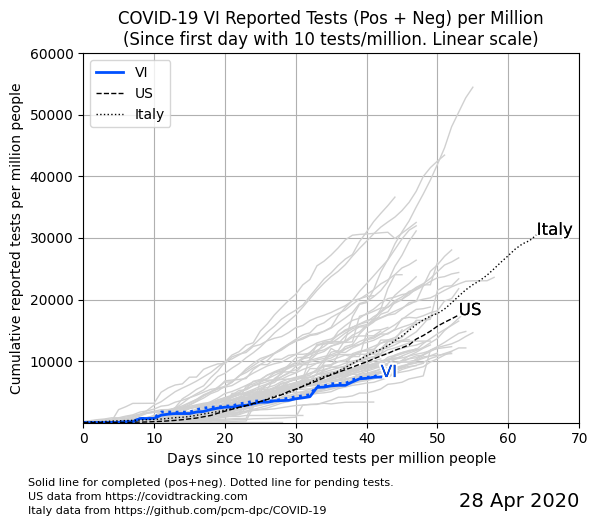 COVID-19 VI Reported Tests (Pos + Neg) per Million
(Since first day with 10 tests/million. Linear scale)
60000
50000
40000
30000
20000
10000
Cumulative reported tests per million people
VI
US
Italy
Italy
US
VI
0 10 20 30 40 50 60 70
Days since 10 reported tests per million people
Solid line for completed (pos+neg). Dotted line for pending tests.
US data from https://covidtracking.com
Italy data from https://github.com/pcm-dpc/COVID-19
28 Apr 2020